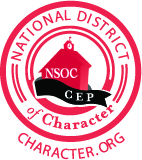 NATIONAL DISTRICT
NSOC
CEP
of Character
CHARACTER.ORG